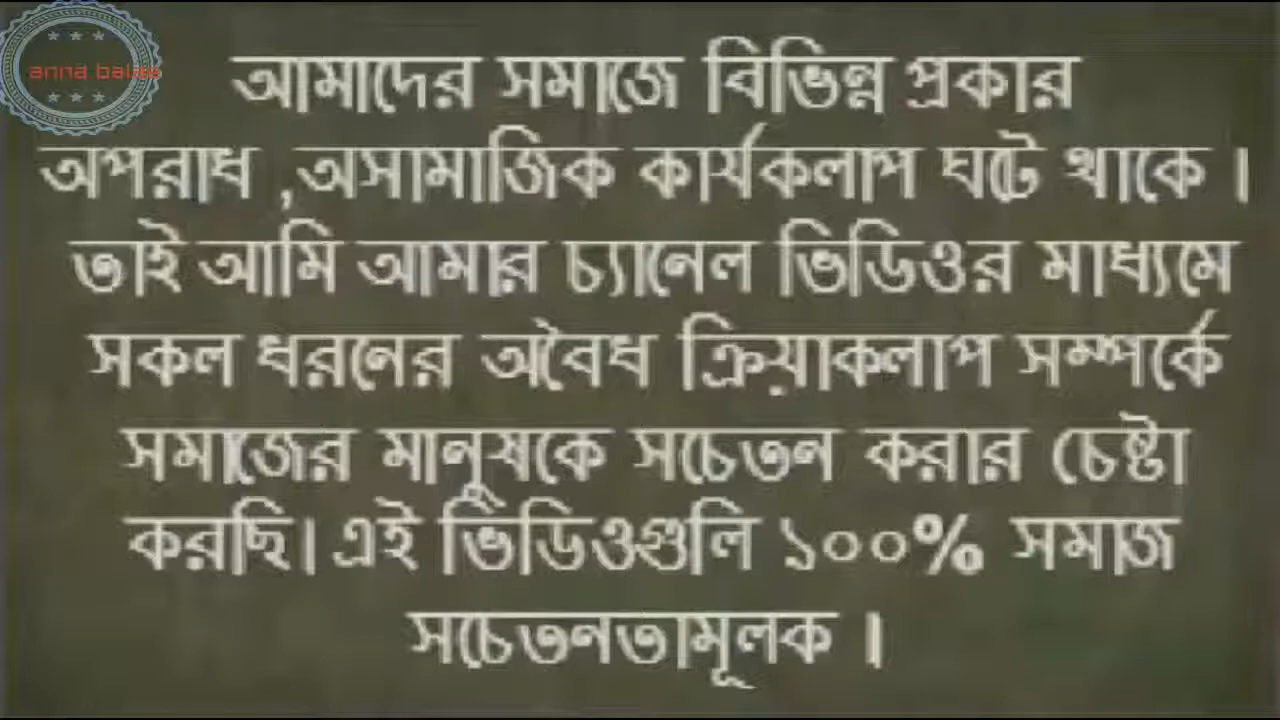 anna
আমাদের সমাজে বিভিন্ন প্রকার
অপরাধ ,অসামাজিক কার্যকলাপ ঘটে থাকে ।
তাই আমি আমার চ্যানেল ভিডিওর মাধ্যমে
সকল ধরনের অবৈধ ক্রিয়াকলাপ সম্পর্কে
সমাজের মানুষকে সচেতন করার চেষ্টা
করছি। এই ভিডিওগুলি ১০০% সমাজ
সচেতনতামূলক ।